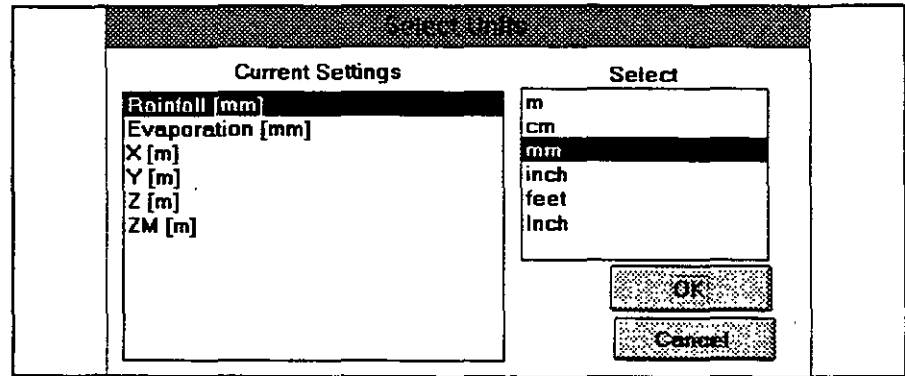 Select Units
Current Settings
Rainfall [mm]
Evaporation [mm]
X [m]
Y [m]
Z [m]
ZM [m]
Select
m
cm
mm
inch
feet
Inch
OK
Cancel